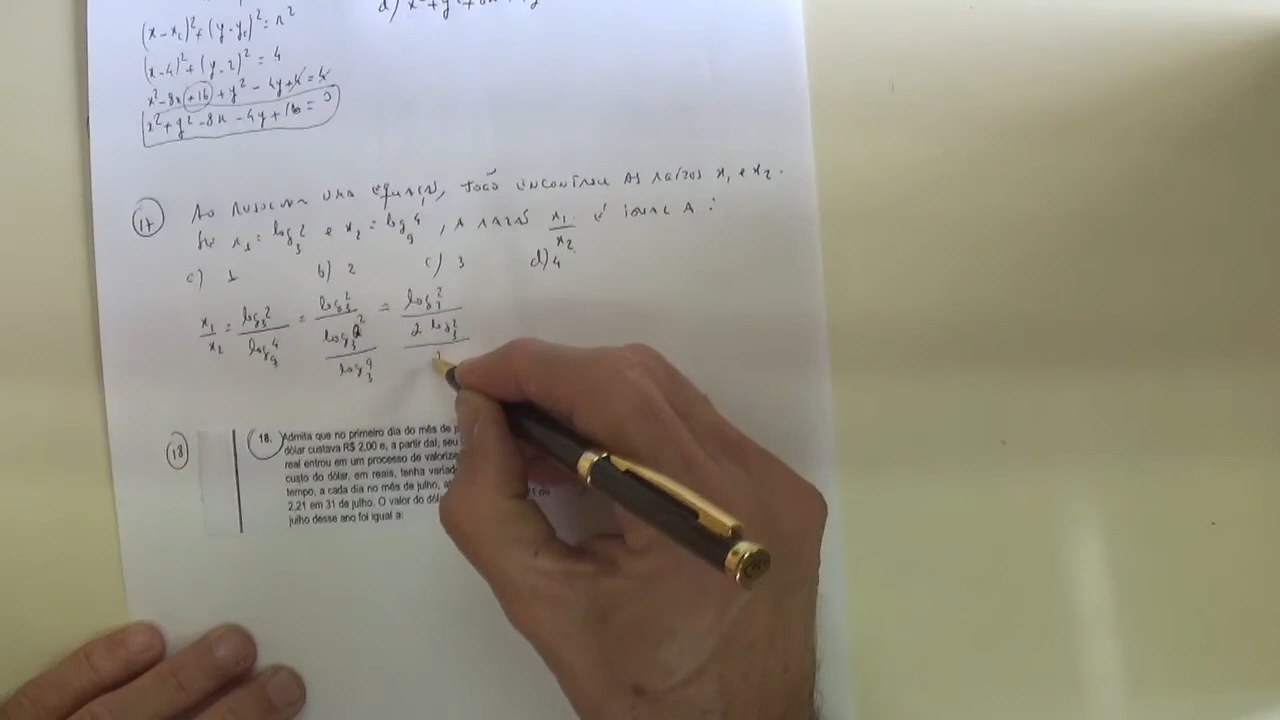 (x-x_c)²+(y-y_c)²=r²
(x-4)²+(y-2)²=4
x²-8x+16+y²-4y+4=4
x²+y²-8x-4y+16=0
17 Ao resolver uma equação, João encontrou as raízes x₁ e x₂.
Se x₁ = log₃2 e x₂ = log₉4, a razão x₁/x₂ é igual a:
a) 1 b) 2 c) 3 d) 4
x₁/x₂ = log₃2/log₉4 = log₃2/(log₃2²/log₃9) = log₃2/(2 log₃2/
18
18. Admita que no primeiro dia do mês de
dólar custava R$ 2,00 e, a partir daí, seu
real entrou em um processo de
custo do dólar, em reais, tenha
tempo, a cada dia no mês de julho,
2,21 em 31 de julho. O valor do
julho desse ano foi igual a: